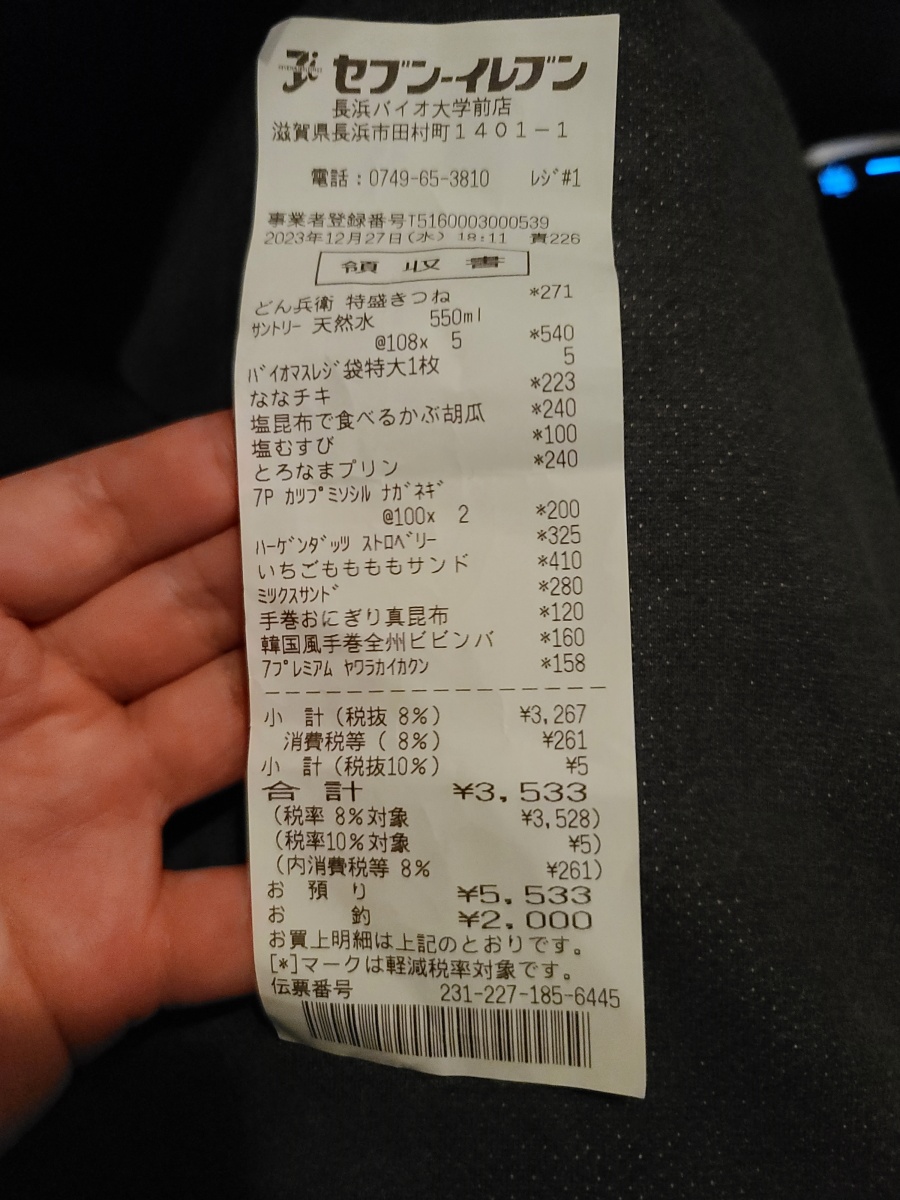 セブン-イレブン
長浜バイオ大学前店
滋賀県長浜市田村町1401-1
電話：0749-65-3810 レジ#1
事業者登録番号T5160003000539
2023年12月27日(水) 18:11 責226
領収書
どん兵衛 特盛きつね *271
サントリー 天然水 550ml
@108x 5 *540
バイオマスレジ袋特大1枚 5
ななチキ *223
塩昆布で食べるかぶ胡瓜 *240
塩むすび *100
とろなまプリン *240
7P カップミソシル ナガネギ
@100x 2 *200
ハーゲンダッツ ストロベリー *325
いちごもももサンド *410
ミックスサンド *280
手巻おにぎり真昆布 *120
韓国風手巻全州ビビンバ *160
7プレミアム ヤワラカイカクン *158
小 計(税抜 8%) ¥3,267
消費税等( 8%) ¥261
小 計(税抜10%) ¥5
合 計 ¥3,533
(税率 8%対象 ¥3,528)
(税率10%対象 ¥5)
(内消費税等 8% ¥261)
お 預 り ¥5,533
お 釣 ¥2,000
お買上明細は上記のとおりです。
[*]マークは軽減税率対象です。
伝票番号 231-227-185-6445